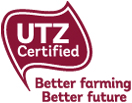 UTZ
Certified
Better farming
Better future